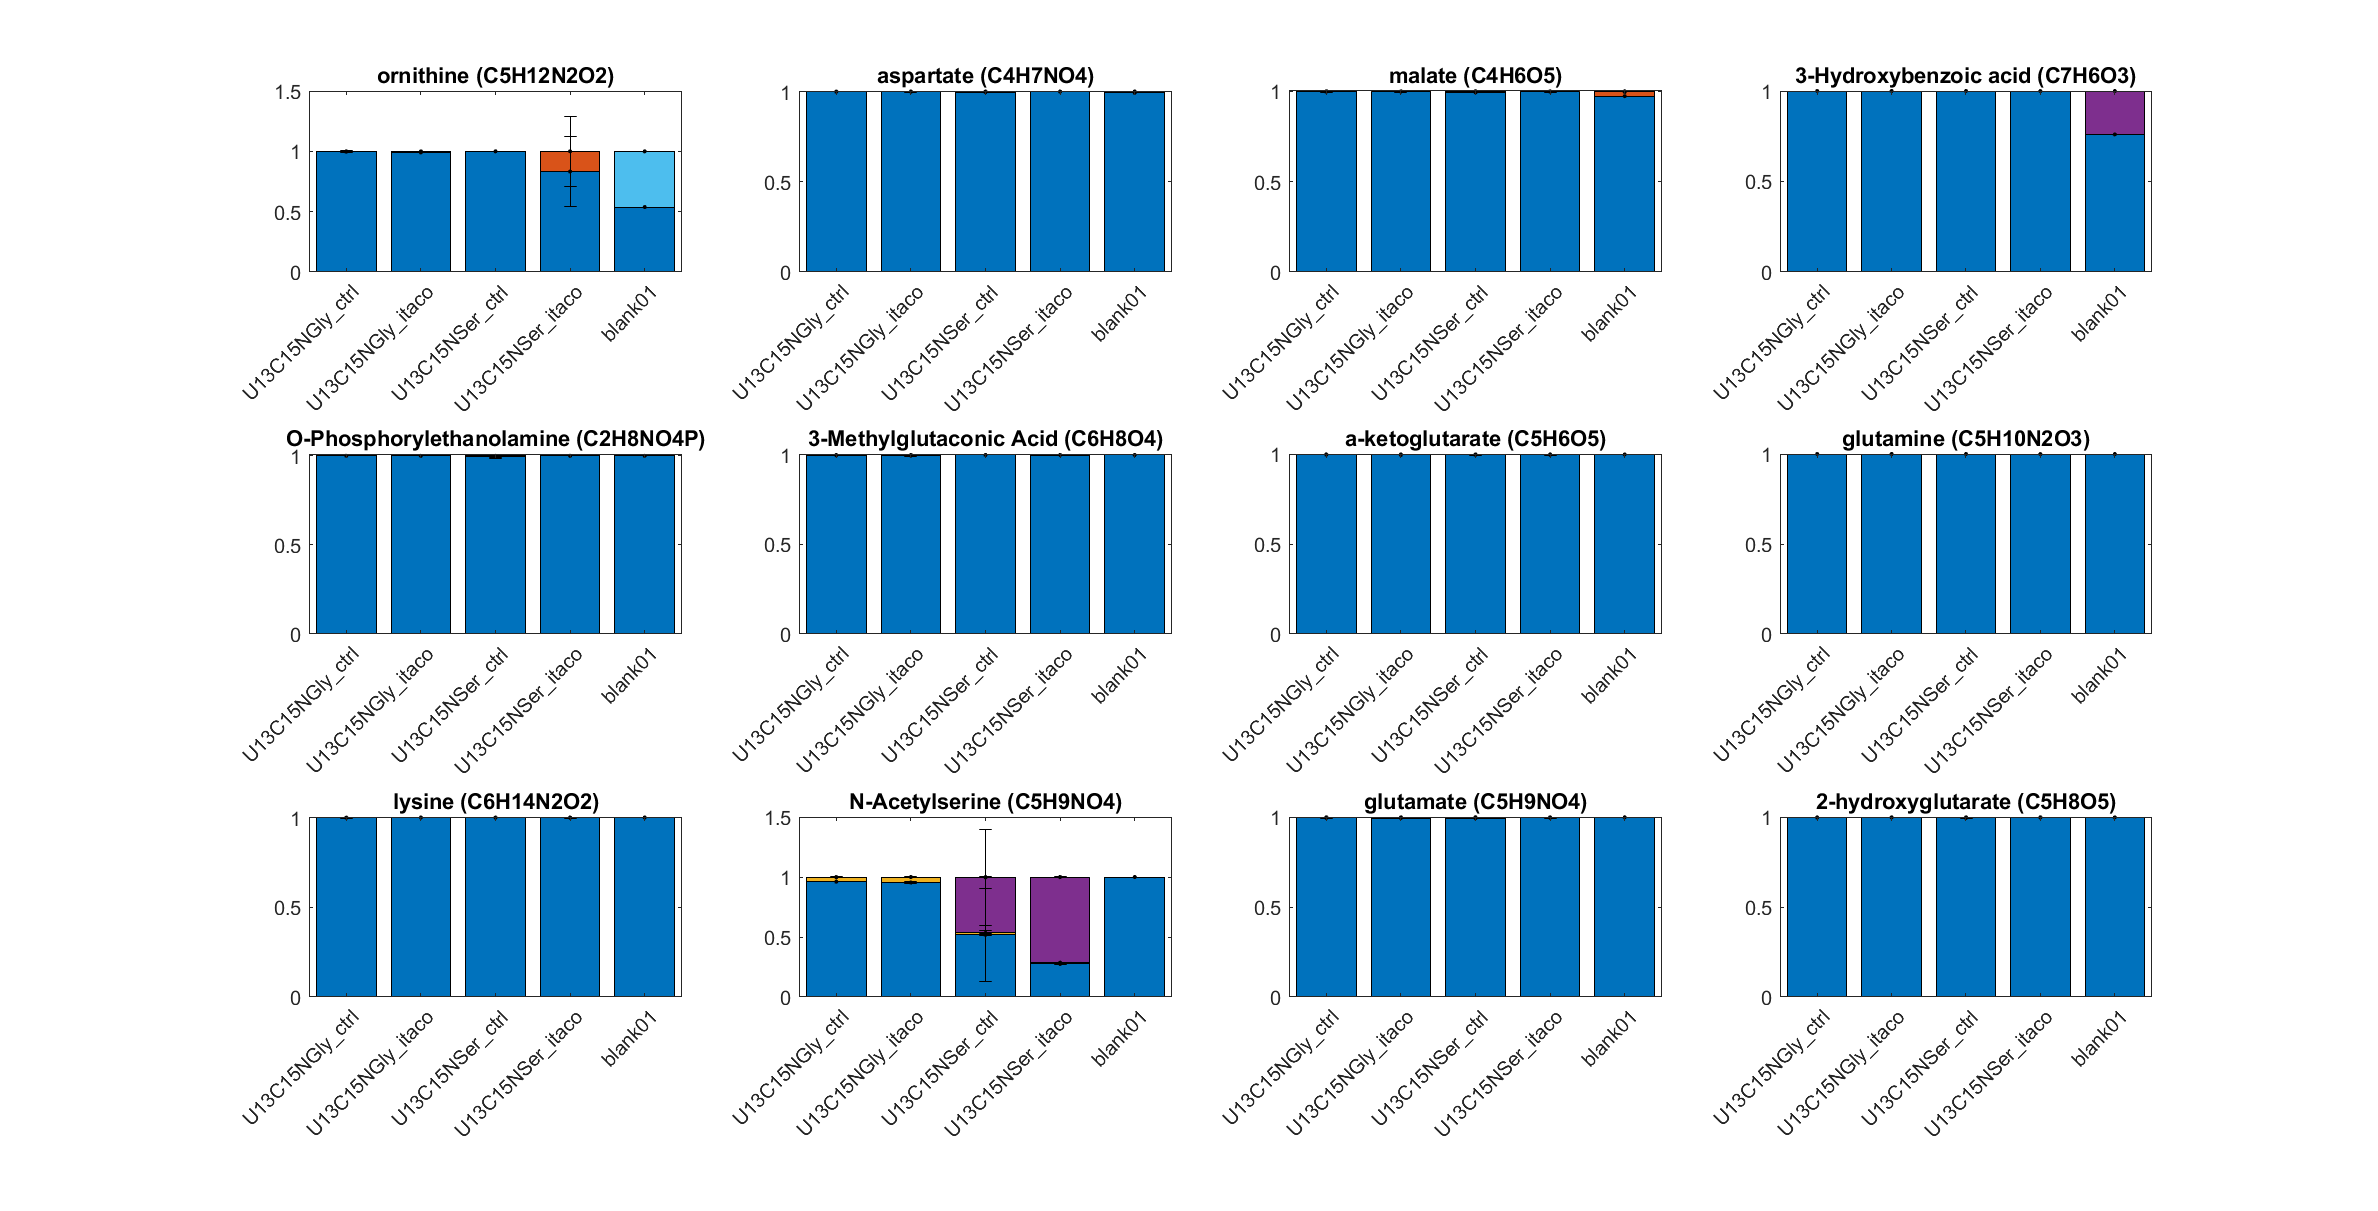 ornithine (C5H12N2O2)
1.5
1
0.5
0
U13C15NGly_ctrl
U13C15NGly_itaco
U13C15NSer_ctrl
U13C15NSer_itaco
blank01
aspartate (C4H7NO4)
1
0.5
0
U13C15NGly_ctrl
U13C15NGly_itaco
U13C15NSer_ctrl
U13C15NSer_itaco
blank01
malate (C4H6O5)
1
0.5
0
U13C15NGly_ctrl
U13C15NGly_itaco
U13C15NSer_ctrl
U13C15NSer_itaco
blank01
3-Hydroxybenzoic acid (C7H6O3)
1
0.5
0
U13C15NGly_ctrl
U13C15NGly_itaco
U13C15NSer_ctrl
U13C15NSer_itaco
blank01
O-Phosphorylethanolamine (C2H8NO4P)
1
0.5
0
U13C15NGly_ctrl
U13C15NGly_itaco
U13C15NSer_ctrl
U13C15NSer_itaco
blank01
3-Methylglutaconic Acid (C6H8O4)
1
0.5
0
U13C15NGly_ctrl
U13C15NGly_itaco
U13C15NSer_ctrl
U13C15NSer_itaco
blank01
a-ketoglutarate (C5H6O5)
1
0.5
0
U13C15NGly_ctrl
U13C15NGly_itaco
U13C15NSer_ctrl
U13C15NSer_itaco
blank01
glutamine (C5H10N2O3)
1
0.5
0
U13C15NGly_ctrl
U13C15NGly_itaco
U13C15NSer_ctrl
U13C15NSer_itaco
blank01
lysine (C6H14N2O2)
1
0.5
0
U13C15NGly_ctrl
U13C15NGly_itaco
U13C15NSer_ctrl
U13C15NSer_itaco
blank01
N-Acetylserine (C5H9NO4)
1.5
1
0.5
0
U13C15NGly_ctrl
U13C15NGly_itaco
U13C15NSer_ctrl
U13C15NSer_itaco
blank01
glutamate (C5H9NO4)
1
0.5
0
U13C15NGly_ctrl
U13C15NGly_itaco
U13C15NSer_ctrl
U13C15NSer_itaco
blank01
2-hydroxyglutarate (C5H8O5)
1
0.5
0
U13C15NGly_ctrl
U13C15NGly_itaco
U13C15NSer_ctrl
U13C15NSer_itaco
blank01